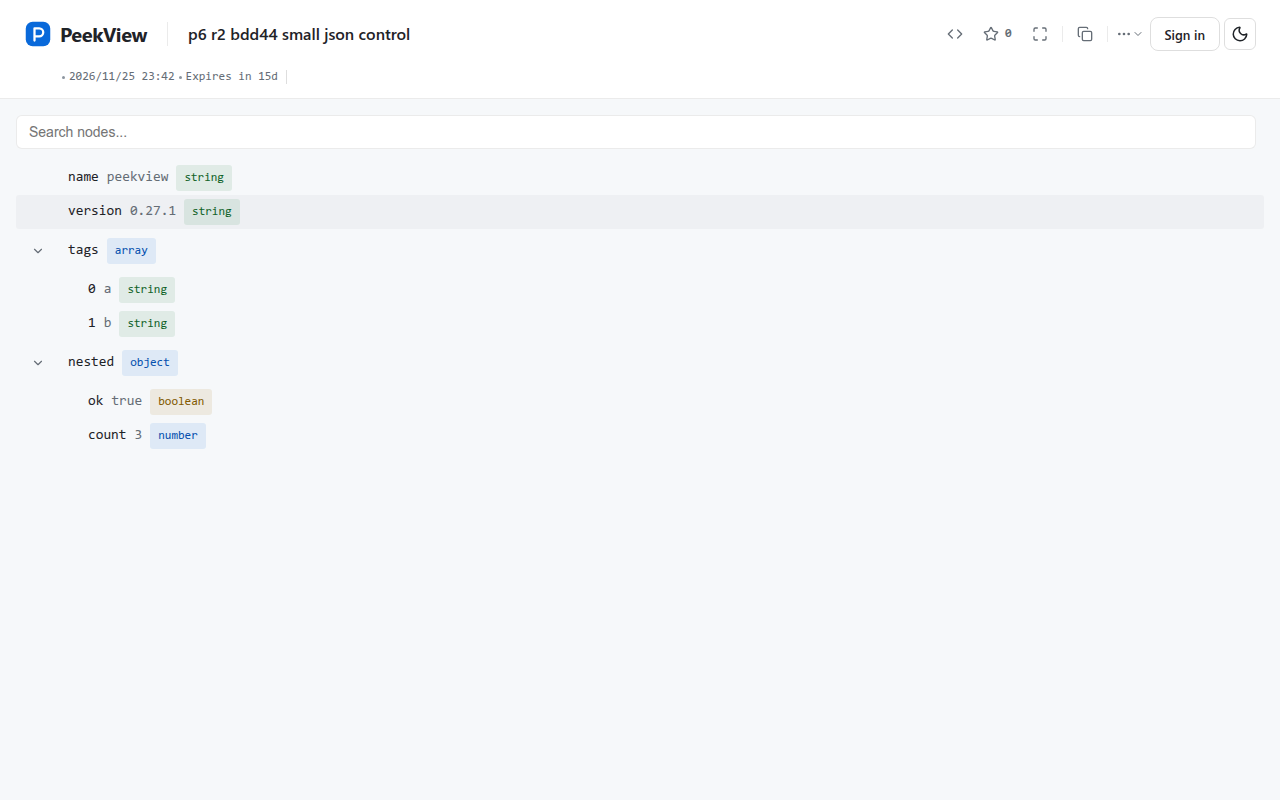 PeekView p6 r2 bdd44 small json control 0 Sign in
• 2026/11/25 23:42 • Expires in 15d
Search nodes...
name peekview string
version 0.27.1 string
tags array
0 a string
1 b string
nested object
ok true boolean
count 3 number